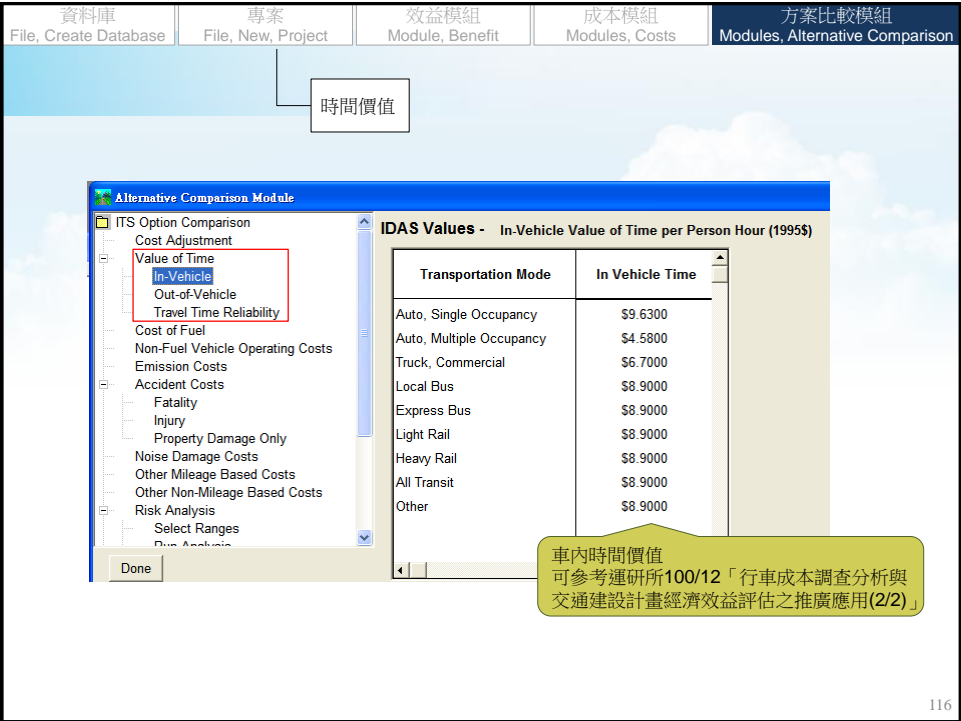 資料庫
File, Create Database
專案
File, New, Project
效益模組
Module, Benefit
成本模組
Modules, Costs
方案比較模組
Modules, Alternative Comparison
時間價值
Alternative Comparison Module
ITS Option Comparison
Cost Adjustment
Value of Time
In-Vehicle
Out-of-Vehicle
Travel Time Reliability
Cost of Fuel
Non-Fuel Vehicle Operating Costs
Emission Costs
Accident Costs
Fatality
Injury
Property Damage Only
Noise Damage Costs
Other Mileage Based Costs
Other Non-Mileage Based Costs
Risk Analysis
Select Ranges
Run Analysis
Done
IDAS Values - In-Vehicle Value of Time per Person Hour (1995$)
Transportation Mode In Vehicle Time
Auto, Single Occupancy $9.6300
Auto, Multiple Occupancy $4.5800
Truck, Commercial $6.7000
Local Bus $8.9000
Express Bus $8.9000
Light Rail $8.9000
Heavy Rail $8.9000
All Transit $8.9000
Other $8.9000
車內時間價值
可參考運研所100/12「行車成本調查分析與
交通建設計畫經濟效益評估之推廣應用(2/2)」
116